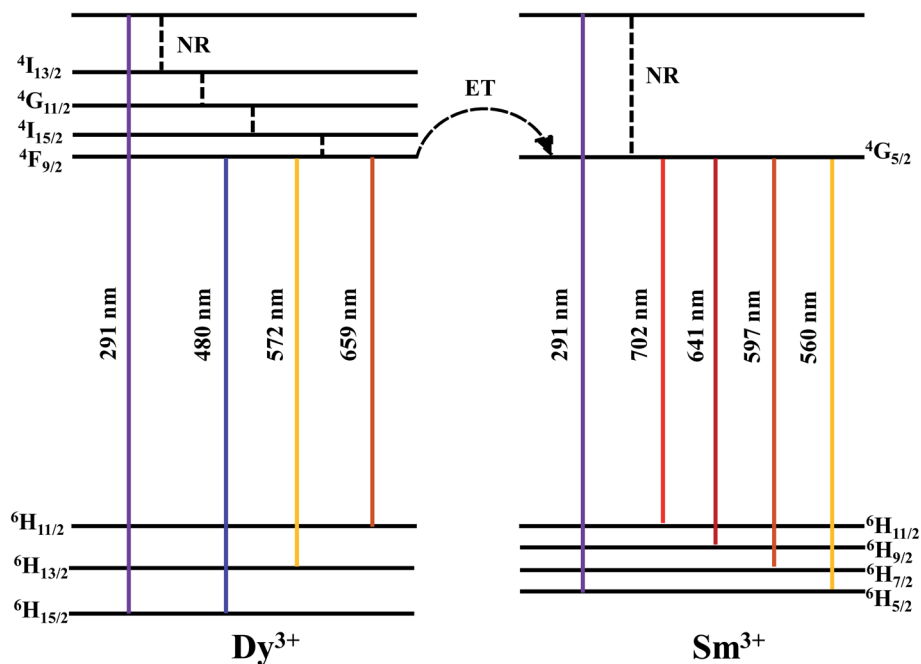 NR
⁴I₁₃/₂
⁴G₁₁/₂
⁴I₁₅/₂
⁴F₉/₂
ET
NR
⁴G₅/₂
291 nm
480 nm
572 nm
659 nm
291 nm
702 nm
641 nm
597 nm
560 nm
⁶H₁₁/₂
⁶H₁₃/₂
⁶H₁₅/₂
⁶H₁₁/₂
⁶H₉/₂
⁶H₇/₂
⁶H₅/₂
Dy³⁺
Sm³⁺